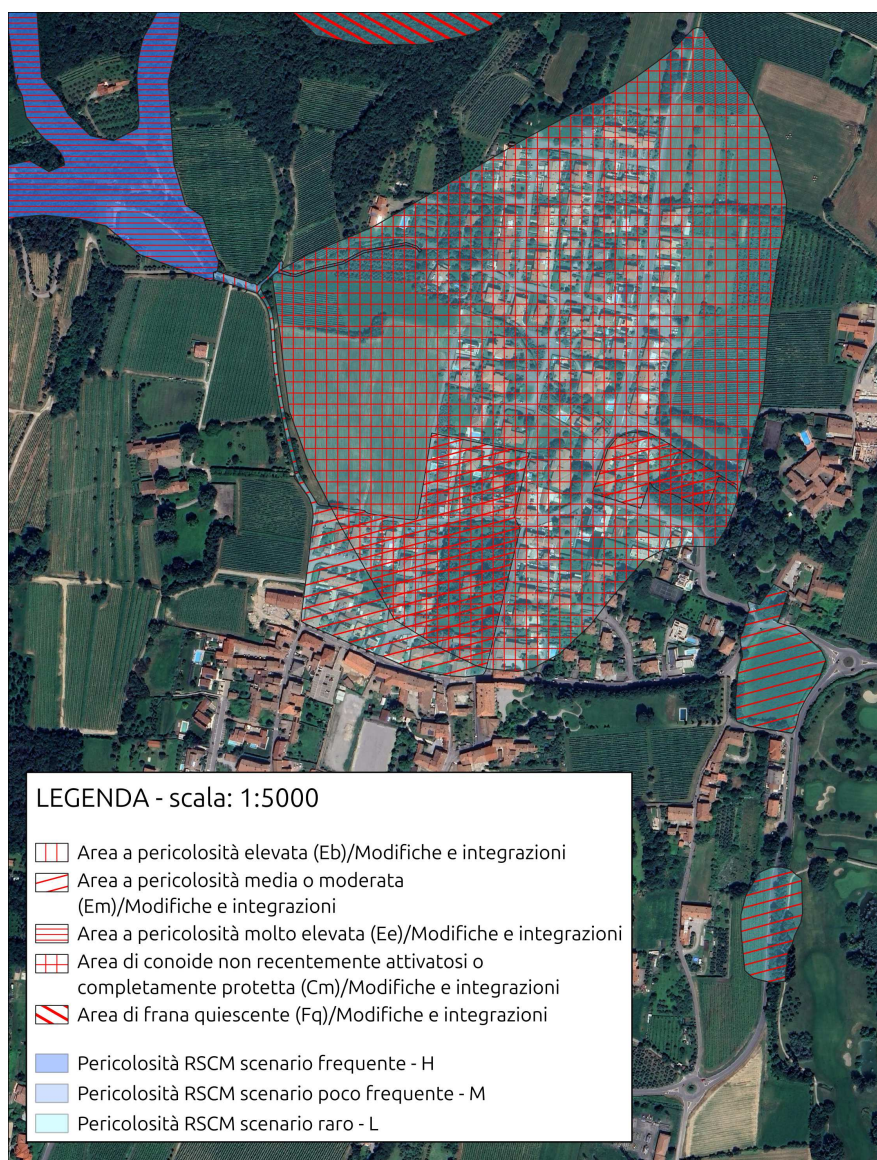 LEGENDA - scala: 1:5000
Area a pericolosità elevata (Eb)/Modifiche e integrazioni
Area a pericolosità media o moderata
(Em)/Modifiche e integrazioni
Area a pericolosità molto elevata (Ee)/Modifiche e integrazioni
Area di conoide non recentemente attivatosi o
completamente protetta (Cm)/Modifiche e integrazioni
Area di frana quiescente (Fq)/Modifiche e integrazioni
Pericolosità RSCM scenario frequente - H
Pericolosità RSCM scenario poco frequente - M
Pericolosità RSCM scenario raro - L